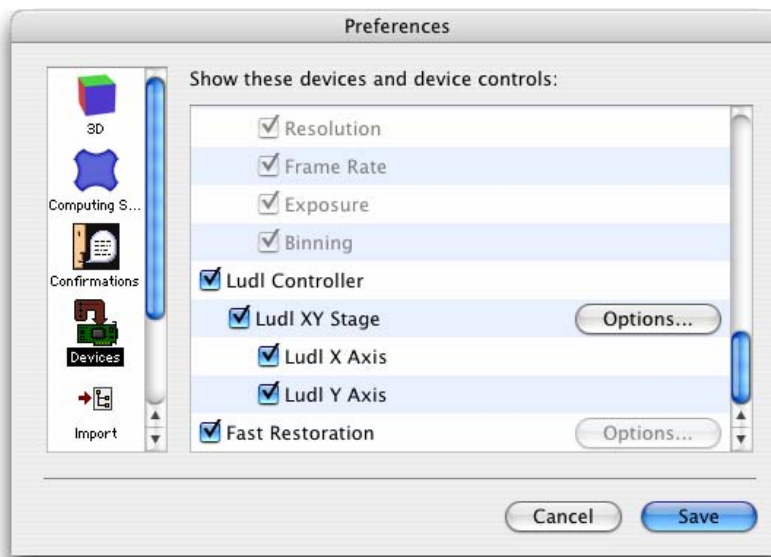 Preferences
Show these devices and device controls:
3D
Computing S...
Confirmations
Devices
Import
Resolution
Frame Rate
Exposure
Binning
Ludl Controller
Ludl XY Stage
Options...
Ludl X Axis
Ludl Y Axis
Fast Restoration
Options...
Cancel
Save